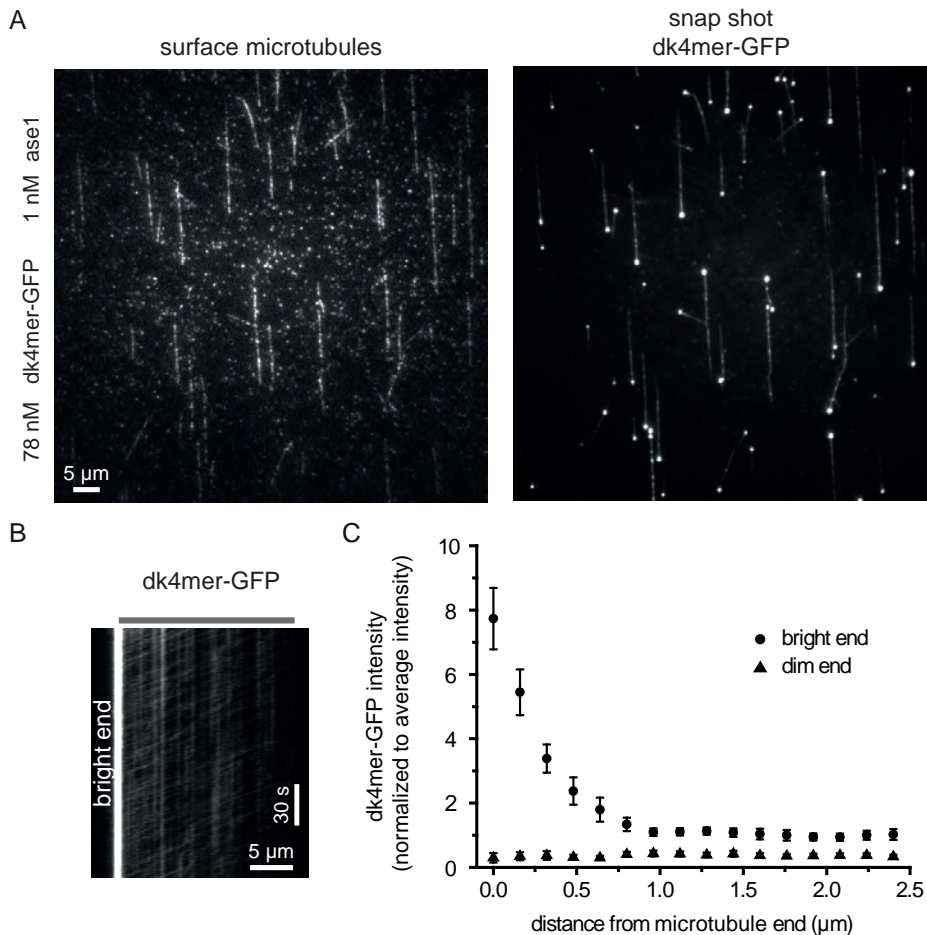 A
surface microtubules
snap shot
dk4mer-GFP
78 nM dk4mer-GFP 1 nM ase1
5 µm
B
dk4mer-GFP
bright end
30 s
5 µm
C
dk4mer-GFP intensity
(normalized to average intensity)
10
8
6
4
2
0
bright end
dim end
0.0 0.5 1.0 1.5 2.0 2.5
distance from microtubule end (µm)